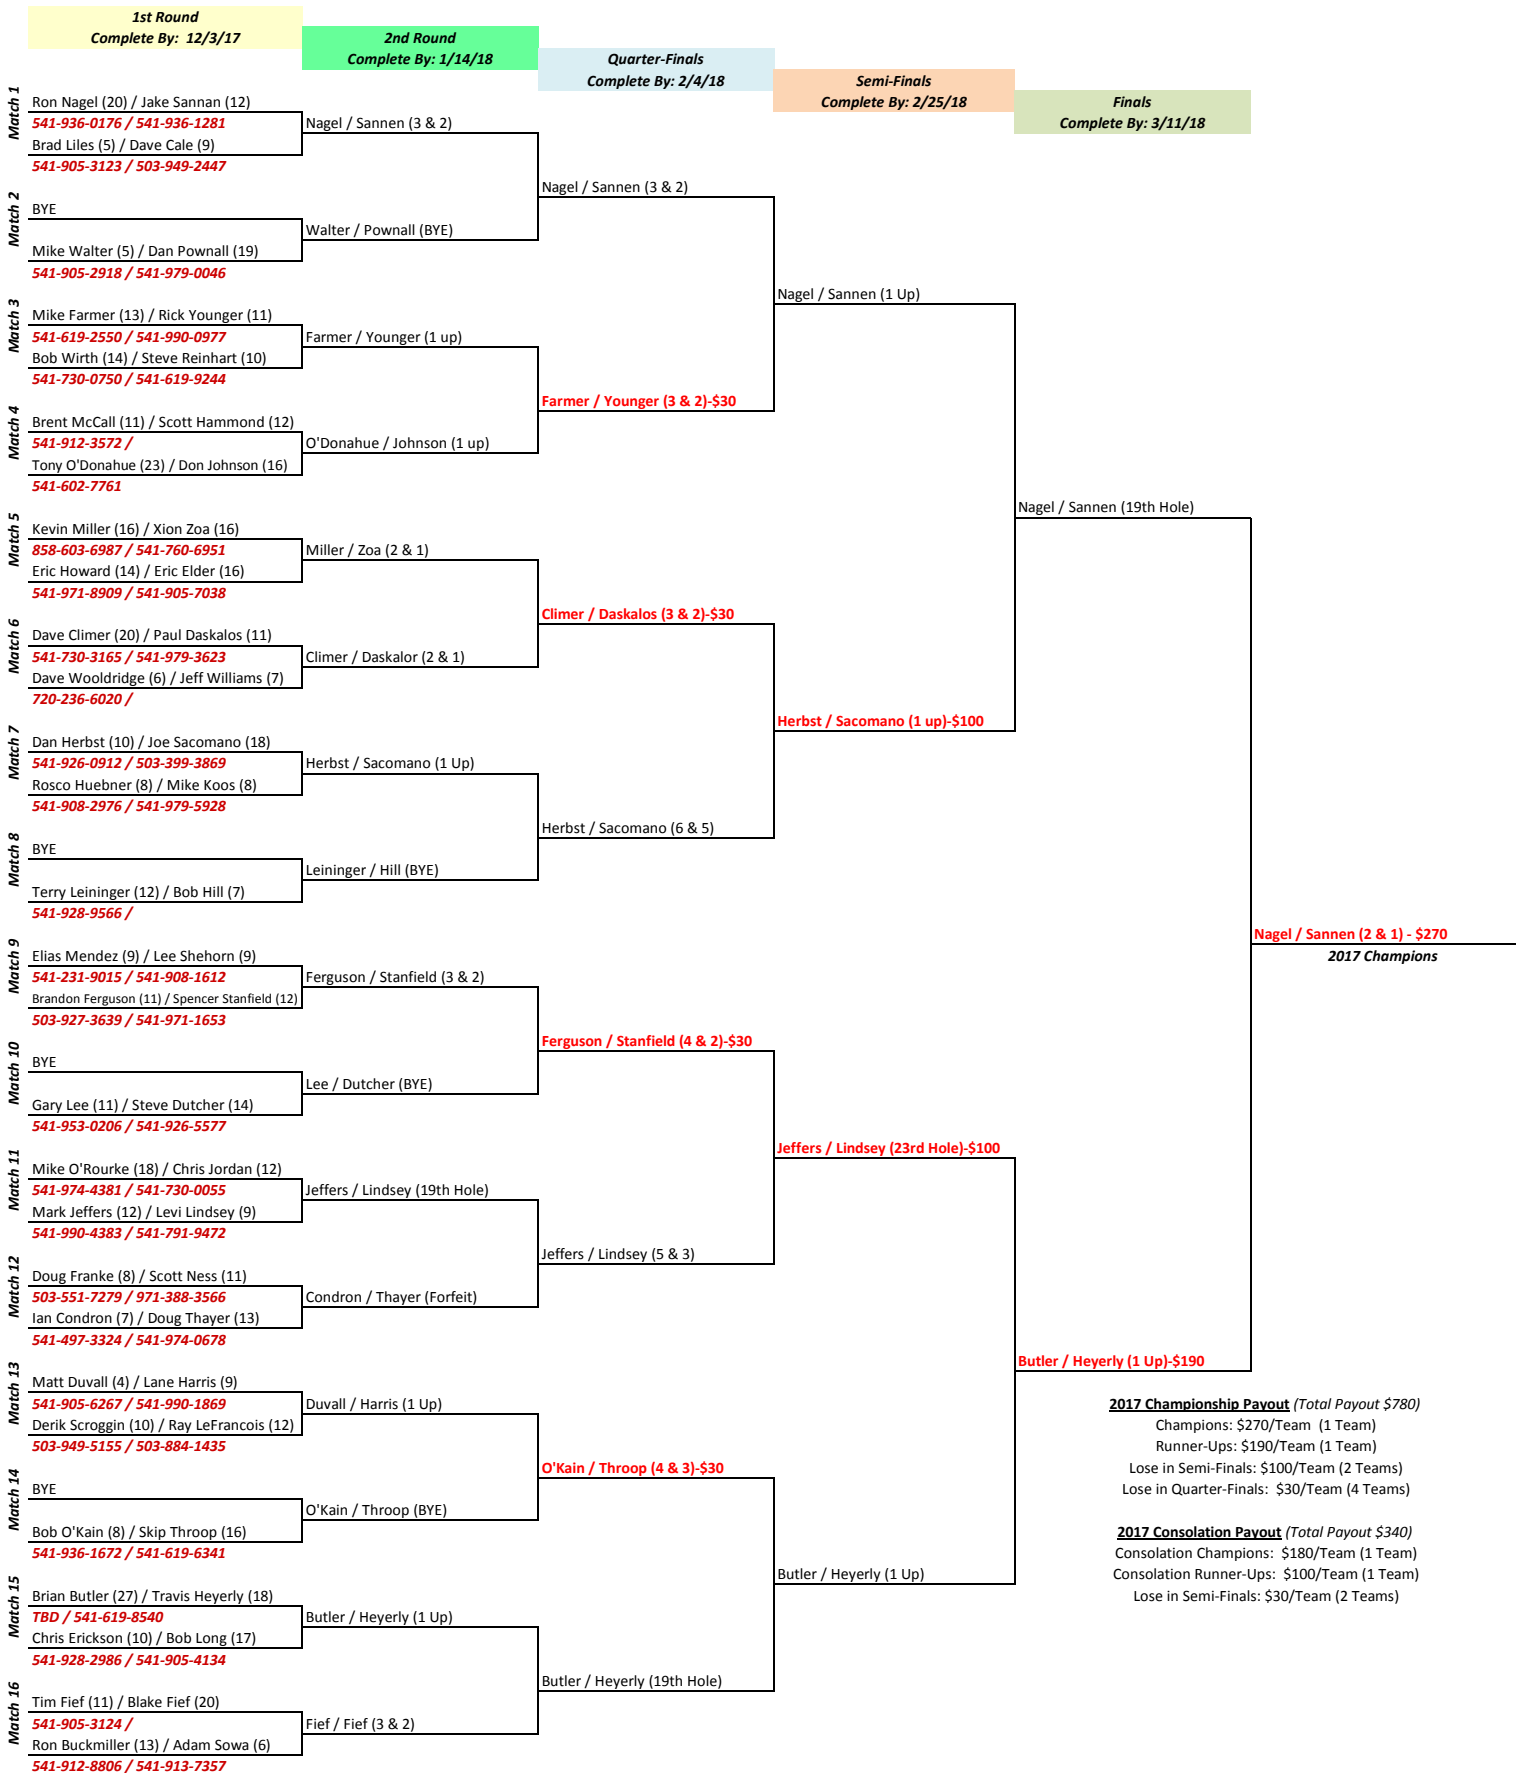 1st Round
Complete By: 12/3/17
2nd Round
Complete By: 1/14/18
Quarter-Finals
Complete By: 2/4/18
Semi-Finals
Complete By: 2/25/18
Finals
Complete By: 3/11/18
Match 1
Ron Nagel (20) / Jake Sannan (12)
541-936-0176 / 541-936-1281
Brad Liles (5) / Dave Cale (9)
541-905-3123 / 503-949-2447
Match 2
BYE
Mike Walter (5) / Dan Pownall (19)
541-905-2918 / 541-979-0046
Match 3
Mike Farmer (13) / Rick Younger (11)
541-619-2550 / 541-990-0977
Bob Wirth (14) / Steve Reinhart (10)
541-730-0750 / 541-619-9244
Match 4
Brent McCall (11) / Scott Hammond (12)
541-912-3572 /
Tony O'Donahue (23) / Don Johnson (16)
541-602-7761
Match 5
Kevin Miller (16) / Xion Zoa (16)
858-603-6987 / 541-760-6951
Eric Howard (14) / Eric Elder (16)
541-971-8909 / 541-905-7038
Match 6
Dave Climer (20) / Paul Daskalos (11)
541-730-3165 / 541-979-3623
Dave Wooldridge (6) / Jeff Williams (7)
720-236-6020 /
Match 7
Dan Herbst (10) / Joe Sacomano (18)
541-926-0912 / 503-399-3869
Rosco Huebner (8) / Mike Koos (8)
541-908-2976 / 541-979-5928
Match 8
BYE
Terry Leininger (12) / Bob Hill (7)
541-928-9566 /
Match 9
Elias Mendez (9) / Lee Shehorn (9)
541-231-9015 / 541-908-1612
Brandon Ferguson (11) / Spencer Stanfield (12)
503-927-3639 / 541-971-1653
Match 10
BYE
Gary Lee (11) / Steve Dutcher (14)
541-953-0206 / 541-926-5577
Match 11
Mike O'Rourke (18) / Chris Jordan (12)
541-974-4381 / 541-730-0055
Mark Jeffers (12) / Levi Lindsey (9)
541-990-4383 / 541-791-9472
Match 12
Doug Franke (8) / Scott Ness (11)
503-551-7279 / 971-388-3566
Ian Condron (7) / Doug Thayer (13)
541-497-3324 / 541-974-0678
Match 13
Matt Duvall (4) / Lane Harris (9)
541-905-6267 / 541-990-1869
Derik Scroggin (10) / Ray LeFrancois (12)
503-949-5155 / 503-884-1435
Match 14
BYE
Bob O'Kain (8) / Skip Throop (16)
541-936-1672 / 541-619-6341
Match 15
Brian Butler (27) / Travis Heyerly (18)
TBD / 541-619-8540
Chris Erickson (10) / Bob Long (17)
541-928-2986 / 541-905-4134
Match 16
Tim Fief (11) / Blake Fief (20)
541-905-3124 /
Ron Buckmiller (13) / Adam Sowa (6)
541-912-8806 / 541-913-7357
Nagel / Sannen (3 & 2)
Walter / Pownall (BYE)
Farmer / Younger (1 up)
O'Donahue / Johnson (1 up)
Miller / Zoa (2 & 1)
Climer / Daskalor (2 & 1)
Herbst / Sacomano (1 Up)
Leininger / Hill (BYE)
Ferguson / Stanfield (3 & 2)
Lee / Dutcher (BYE)
Jeffers / Lindsey (19th Hole)
Condron / Thayer (Forfeit)
Duvall / Harris (1 Up)
O'Kain / Throop (BYE)
Butler / Heyerly (1 Up)
Fief / Fief (3 & 2)
Nagel / Sannen (3 & 2)
Farmer / Younger (3 & 2)-$30
Climer / Daskalos (3 & 2)-$30
Herbst / Sacomano (6 & 5)
Ferguson / Stanfield (4 & 2)-$30
Jeffers / Lindsey (5 & 3)
O'Kain / Throop (4 & 3)-$30
Butler / Heyerly (19th Hole)
Nagel / Sannen (1 Up)
Herbst / Sacomano (1 up)-$100
Jeffers / Lindsey (23rd Hole)-$100
Butler / Heyerly (1 Up)
Nagel / Sannen (19th Hole)
Butler / Heyerly (1 Up)-$190
Nagel / Sannen (2 & 1) - $270
2017 Champions
2017 Championship Payout (Total Payout $780)
Champions: $270/Team (1 Team)
Runner-Ups: $190/Team (1 Team)
Lose in Semi-Finals: $100/Team (2 Teams)
Lose in Quarter-Finals: $30/Team (4 Teams)
2017 Consolation Payout (Total Payout $340)
Consolation Champions: $180/Team (1 Team)
Consolation Runner-Ups: $100/Team (1 Team)
Lose in Semi-Finals: $30/Team (2 Teams)